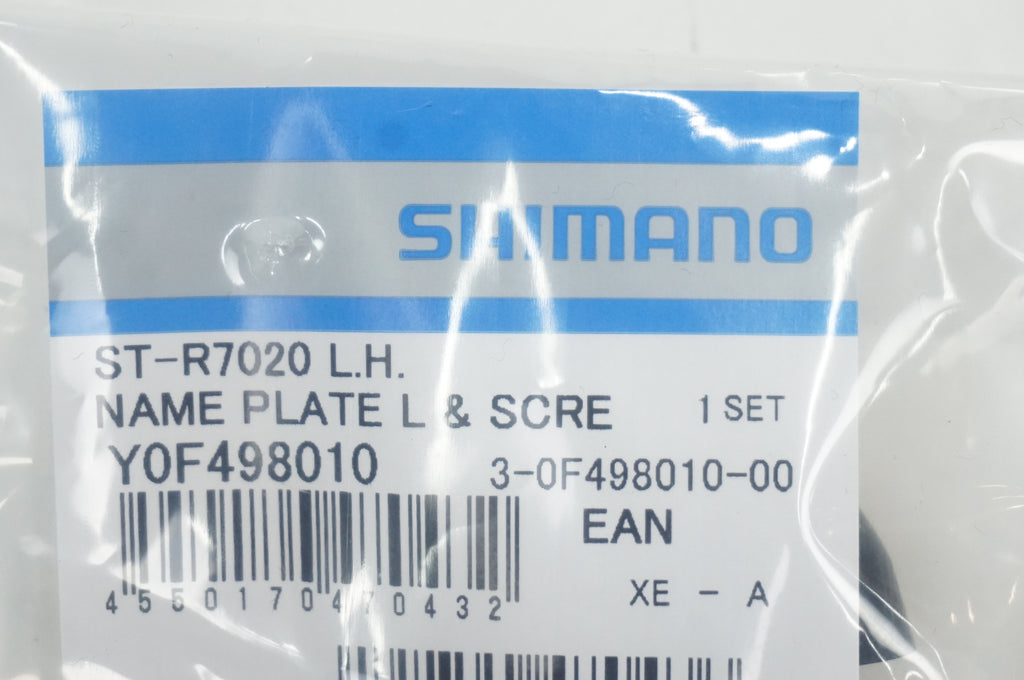 SHIMANO
ST-R7020 L.H.
NAME PLATE L & SCRE 1 SET
Y0F498010 3-0F498010-00
EAN
4550170470432
XE - A